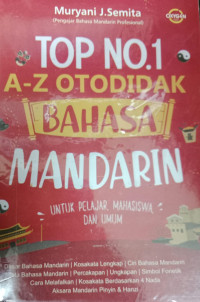 Muryani J.Semita
(Pengajar Bahasa Mandarin Profesional)
TOP NO.1
A-Z OTODIDAK
BAHASA
MANDARIN
UNTUK PELAJAR, MAHASISWA,
DAN UMUM
Dasar Bahasa Mandarin | Kosakata Lengkap | Ciri Bahasa Mandarin
Bahasa Mandarin | Percakapan | Ungkapan | Simbol Fonetik
Cara Melafalkan | Kosakata Berdasarkan 4 Nada
Aksara Mandarin Pinyin & Hanzi